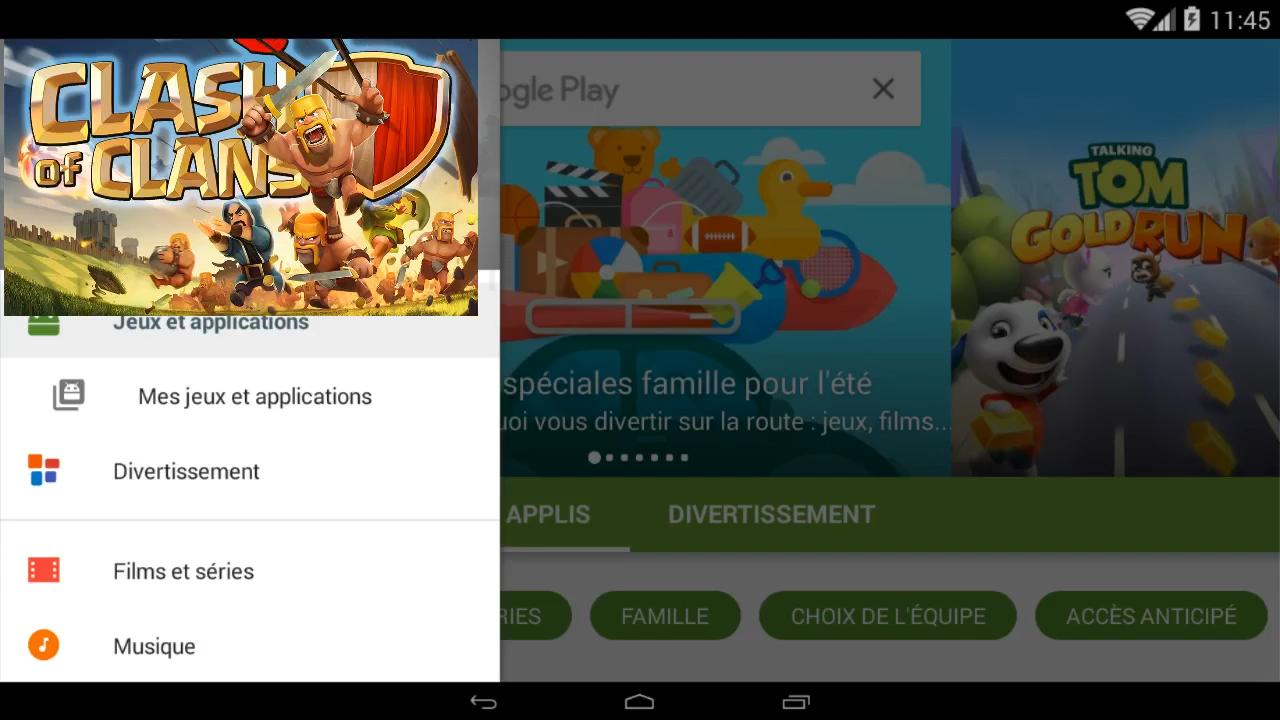 11:45
CLASH
OF CLANS
ogle Play
TALKING
TOM
GOLD RUN
spéciales famille pour l'été
uoi vous divertir sur la route : jeux, films...
Jeux et applications
Mes jeux et applications
Divertissement
Films et séries
Musique
APPLIS
DIVERTISSEMENT
RIES
FAMILLE
CHOIX DE L'ÉQUIPE
ACCÈS ANTICIPÉ